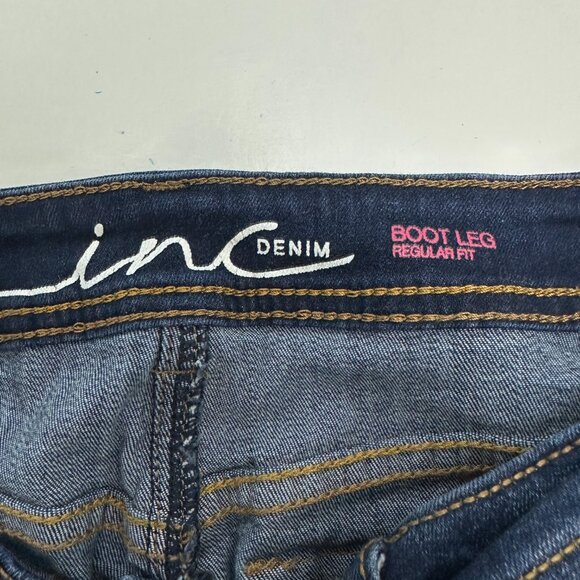 inc DENIM
BOOT LEG
REGULAR FIT